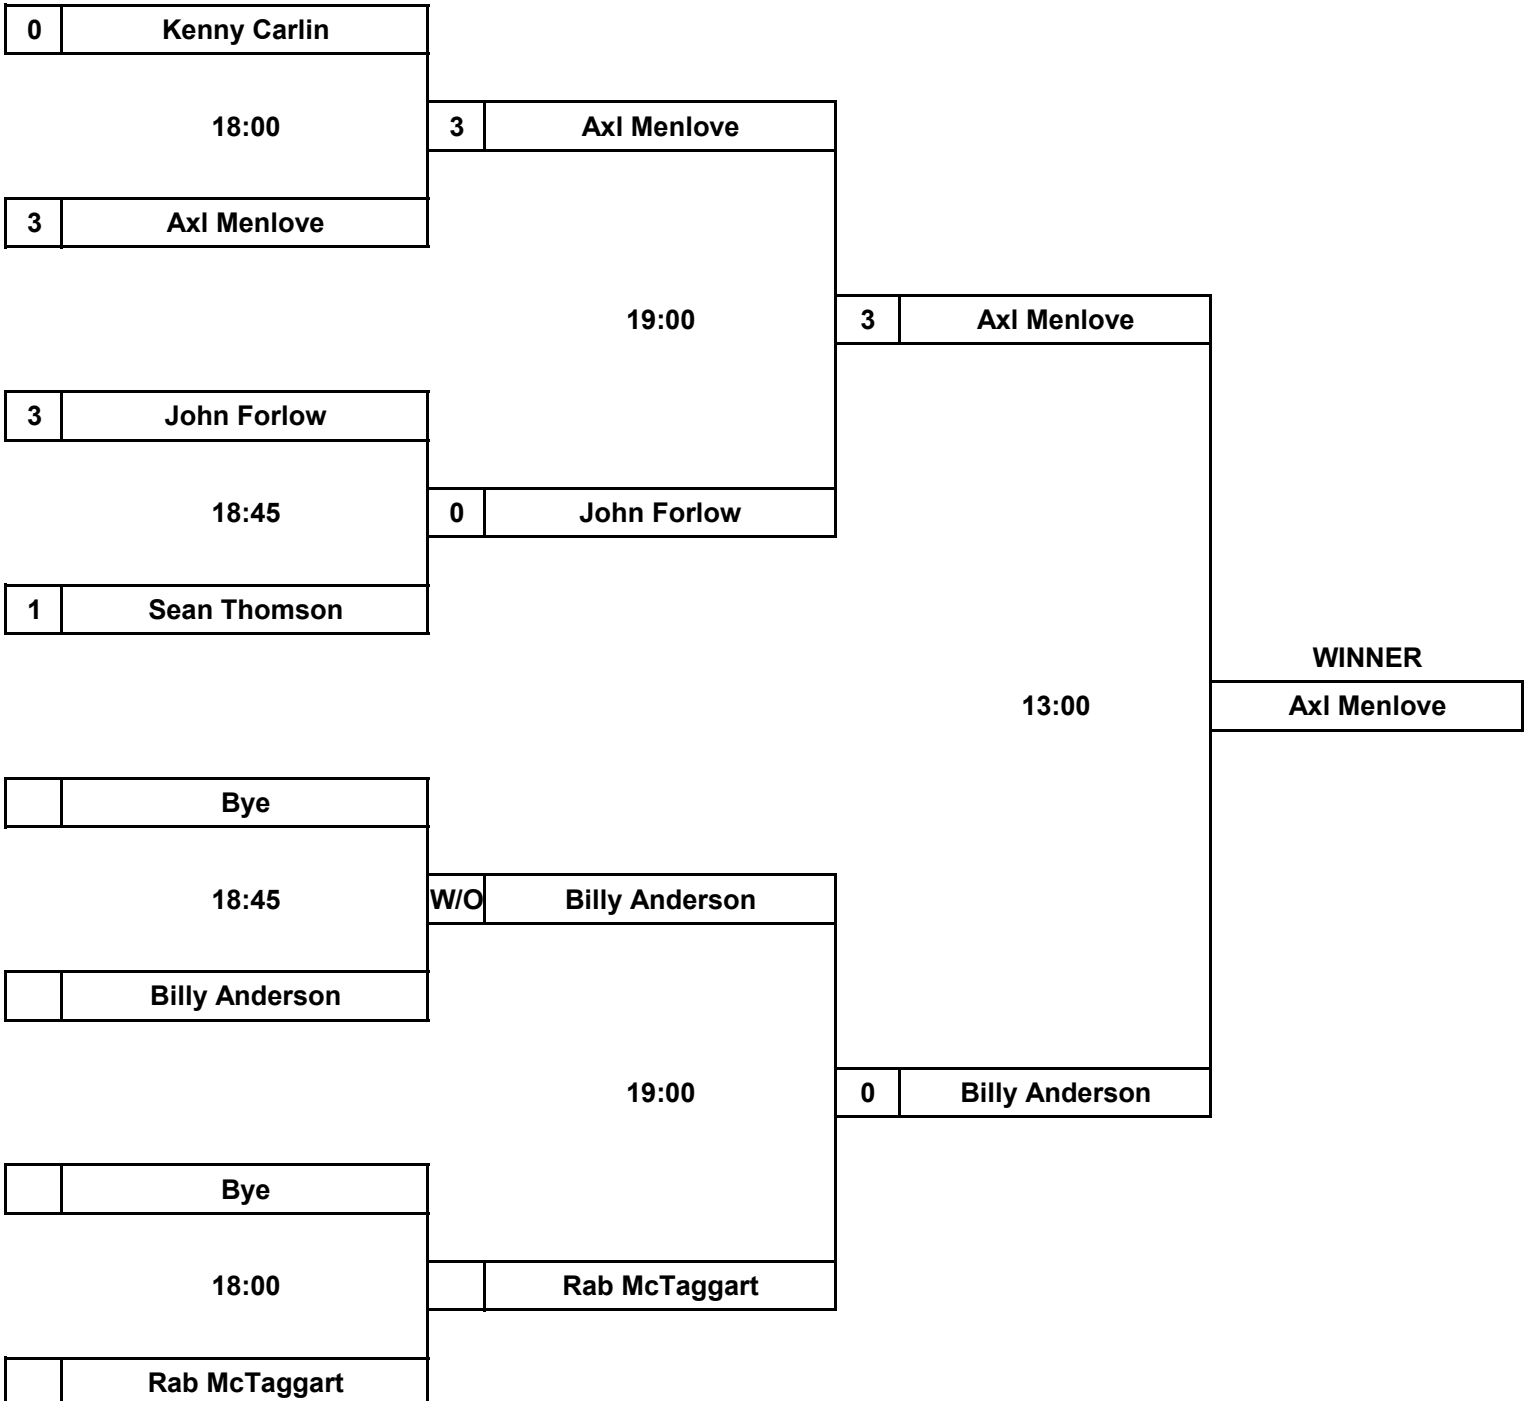 0 Kenny Carlin
18:00 3 Axl Menlove
3 Axl Menlove
19:00 3 Axl Menlove
3 John Forlow
18:45 0 John Forlow
1 Sean Thomson
WINNER
13:00 Axl Menlove
Bye
18:45 W/O Billy Anderson
Billy Anderson
19:00 0 Billy Anderson
Bye
18:00 Rab McTaggart
Rab McTaggart